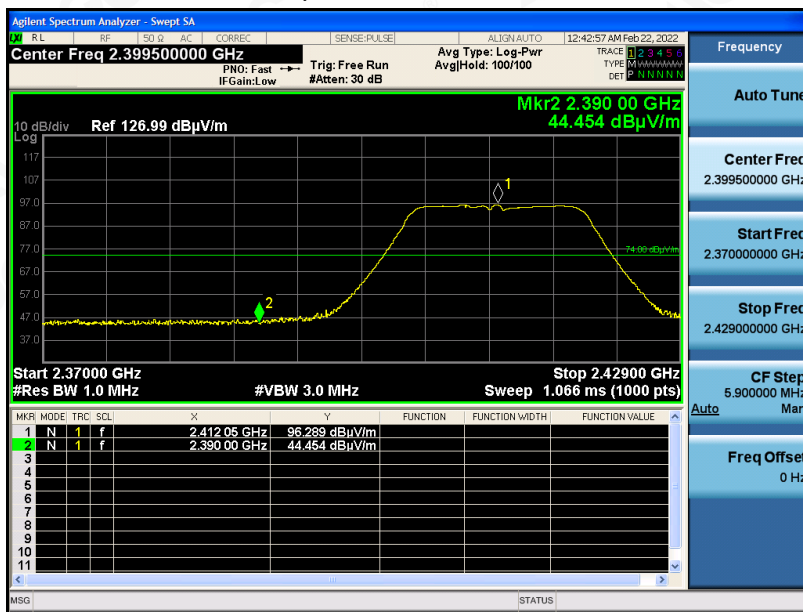 Agilent Spectrum Analyzer - Swept SA
LXI RL RF 50 Ω AC CORREC SENSE:PULSE ALIGN AUTO 12:42:57 AM Feb 22, 2022
Center Freq 2.399500000 GHz
PNO: Fast
IFGain:Low
Trig: Free Run
#Atten: 30 dB
Avg Type: Log-Pwr
Avg|Hold: 100/100
TRACE 1 2 3 4 5 6
TYPE M
DET P N N N N N
Mkr2 2.390 00 GHz
44.454 dBµV/m
10 dB/div Ref 126.99 dBµV/m
Log
117
107
97.0
87.0
77.0
67.0
57.0
47.0
37.0
1
2
74.00 dBµV/m
Start 2.37000 GHz Stop 2.42900 GHz
#Res BW 1.0 MHz #VBW 3.0 MHz Sweep 1.066 ms (1000 pts)
MKR MODE TRC SCL X Y FUNCTION FUNCTION WIDTH FUNCTION VALUE
1 N 1 f 2.412 05 GHz 96.289 dBµV/m
2 N 1 f 2.390 00 GHz 44.454 dBµV/m
3
4
5
6
7
8
9
10
11
MSG STATUS
Frequency
Auto Tune
Center Freq
2.399500000 GHz
Start Freq
2.370000000 GHz
Stop Freq
2.429000000 GHz
CF Step
5.900000 MHz
Auto Man
Freq Offset
0 Hz